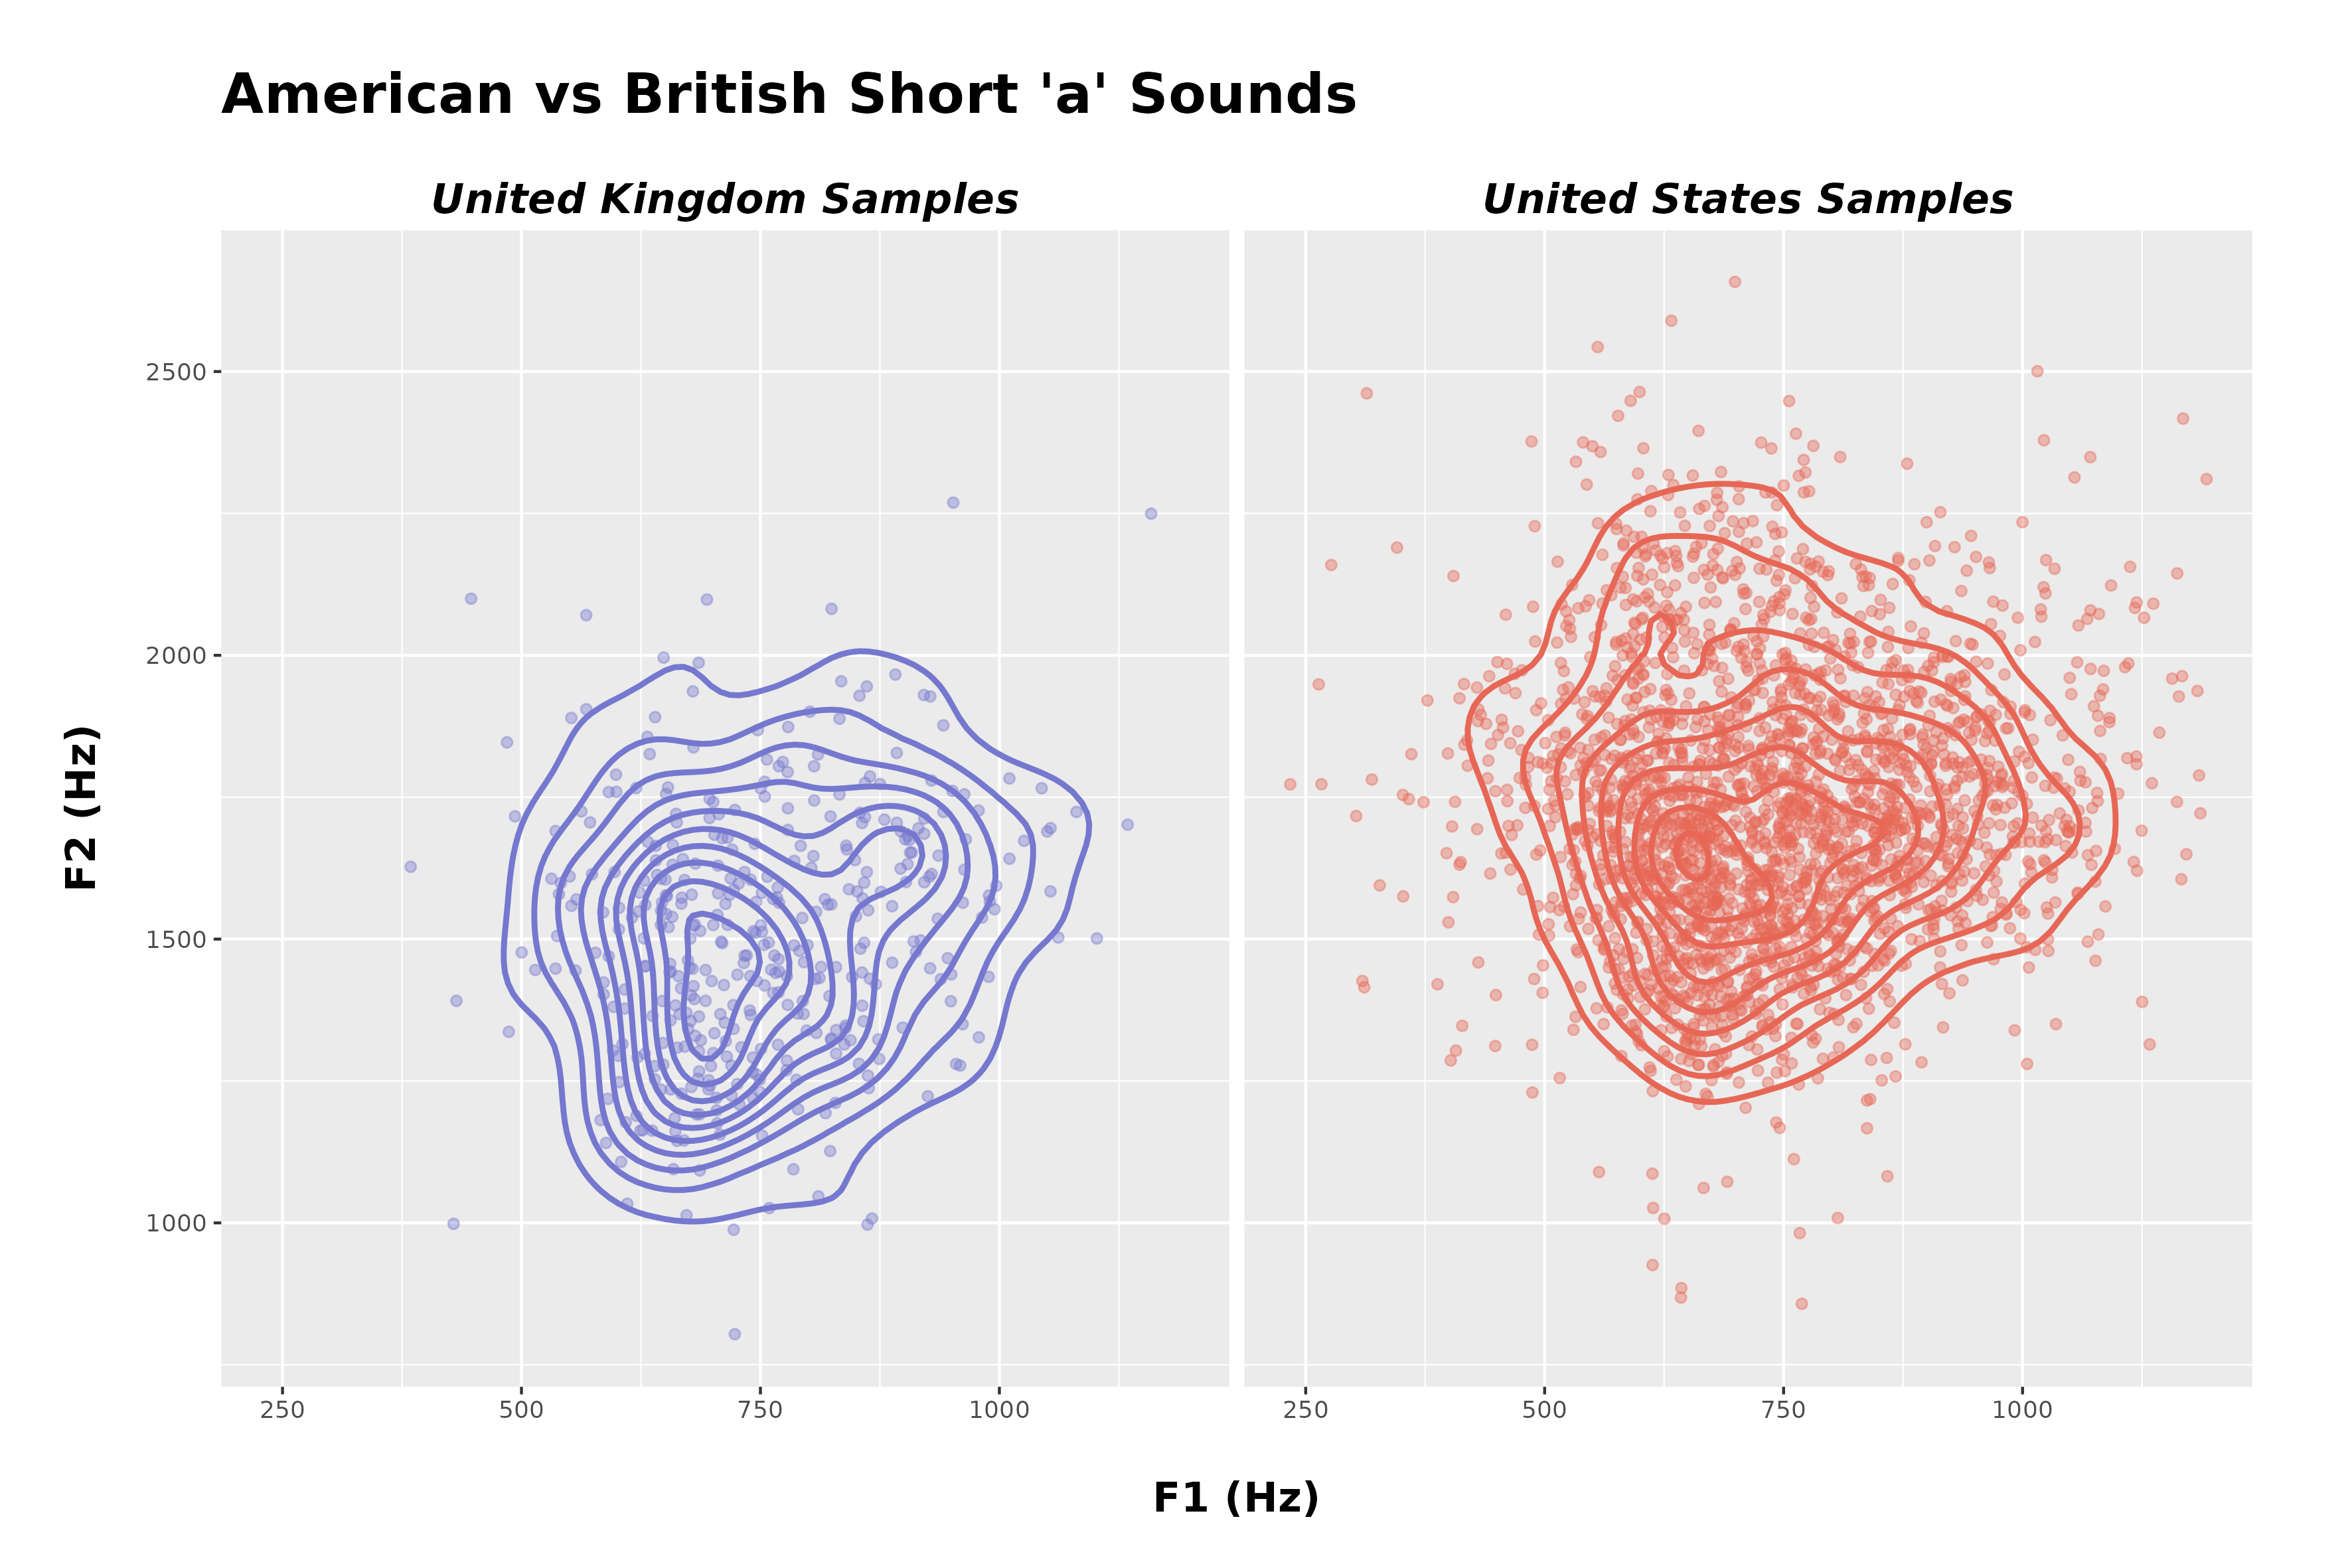 American vs British Short 'a' Sounds
United Kingdom Samples
United States Samples
F2 (Hz)
2500
2000
1500
1000
250 500 750 1000
250 500 750 1000
F1 (Hz)